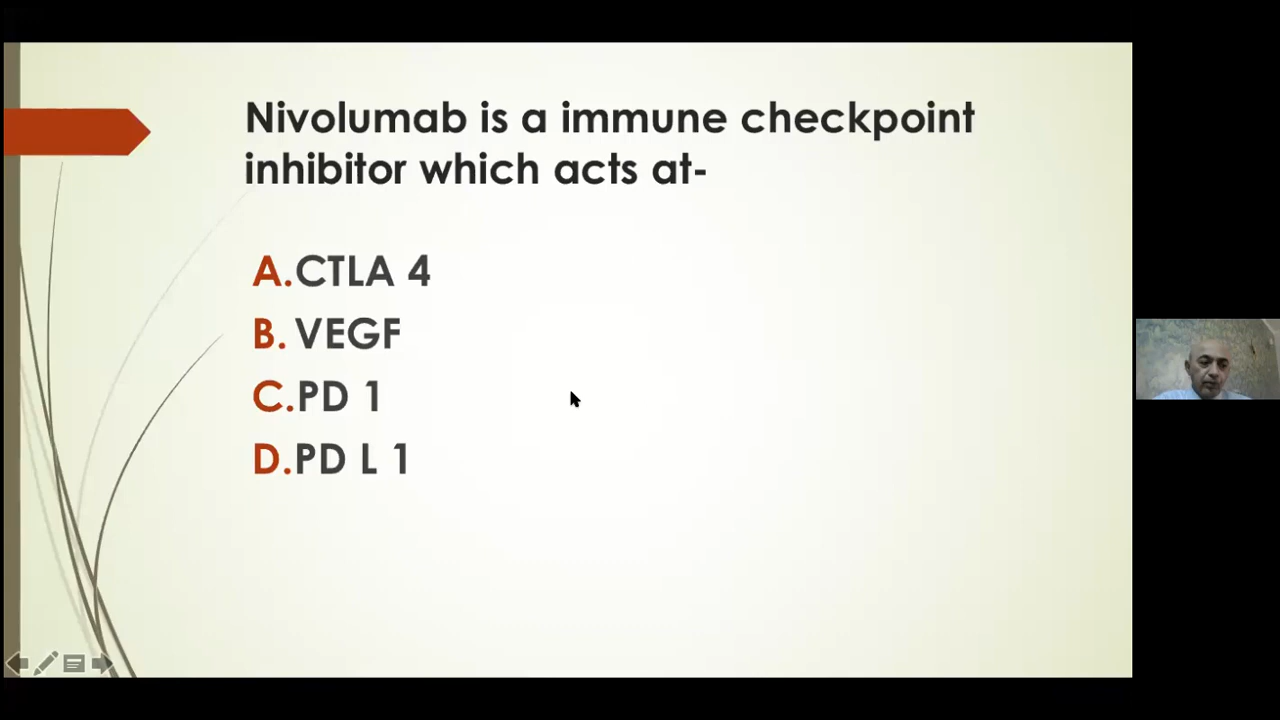 Nivolumab is a immune checkpoint
inhibitor which acts at-
A.CTLA 4
B. VEGF
C.PD 1
D.PD L 1